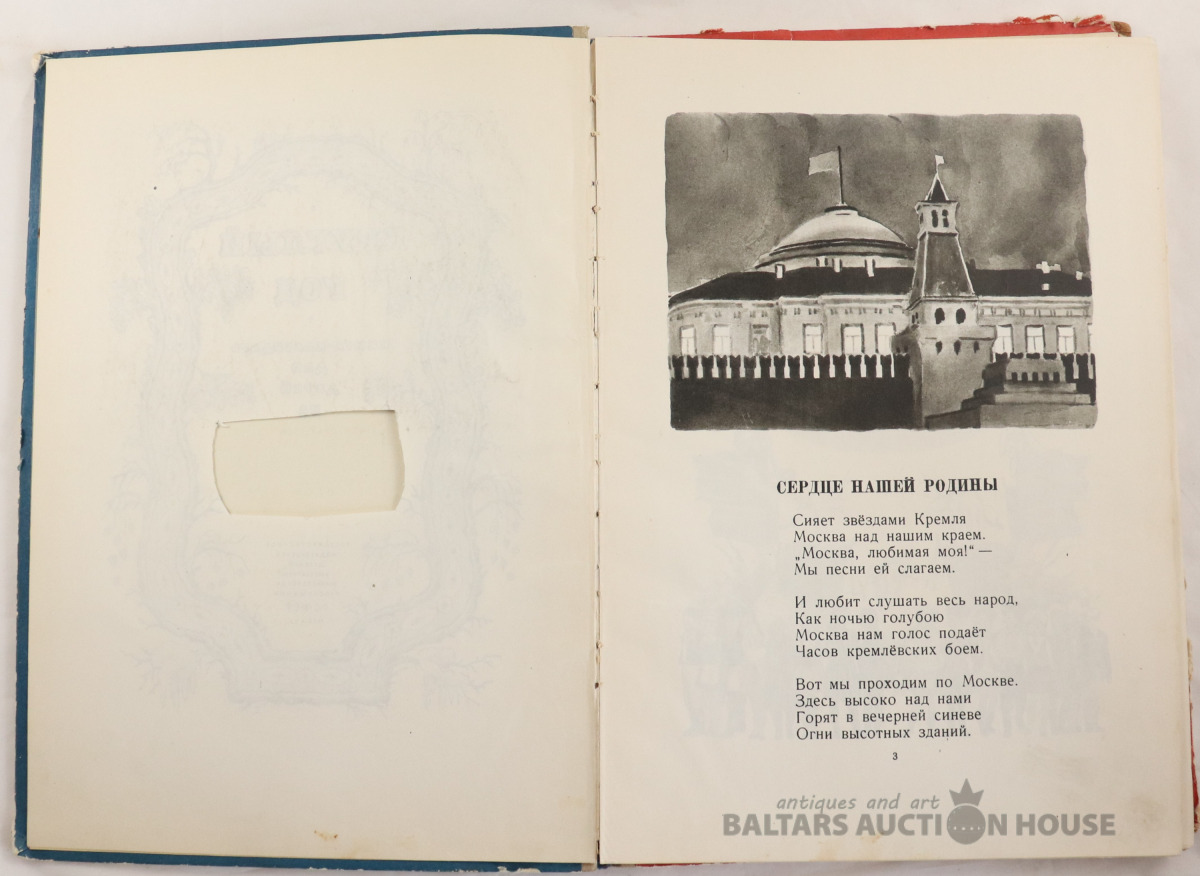 СЕРДЦЕ НАШЕЙ РОДИНЫ
Сияет звёздами Кремля
Москва над нашим краем.
„Москва, любимая моя!“ —
Мы песни ей слагаем.
И любит слушать весь народ,
Как ночью голубою
Москва нам голос подаёт
Часов кремлёвских боем.
Вот мы проходим по Москве.
Здесь высоко над нами
Горят в вечерней синеве
Огни высотных зданий.
3
antiques and art
BALTARS AUCTION HOUSE